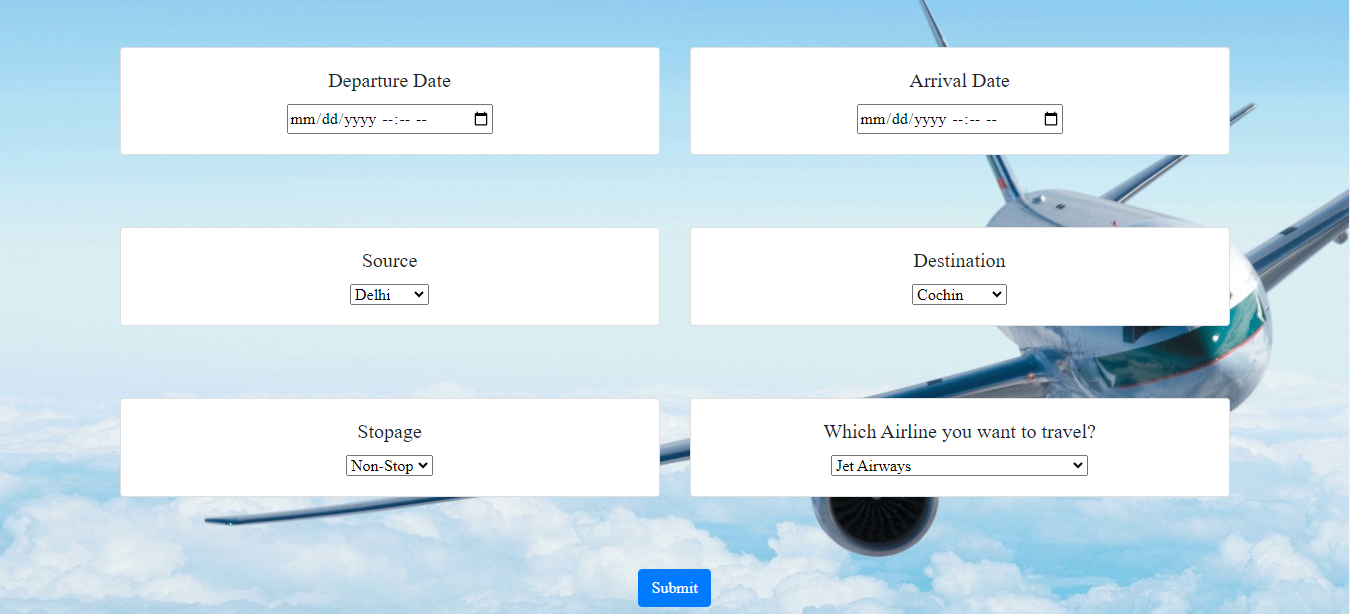 Departure Date
Arrival Date
mm/dd/yyyy --:-- --
mm/dd/yyyy --:-- --
Source
Destination
Delhi
Cochin
Stopage
Which Airline you want to travel?
Non-Stop
Jet Airways
Submit